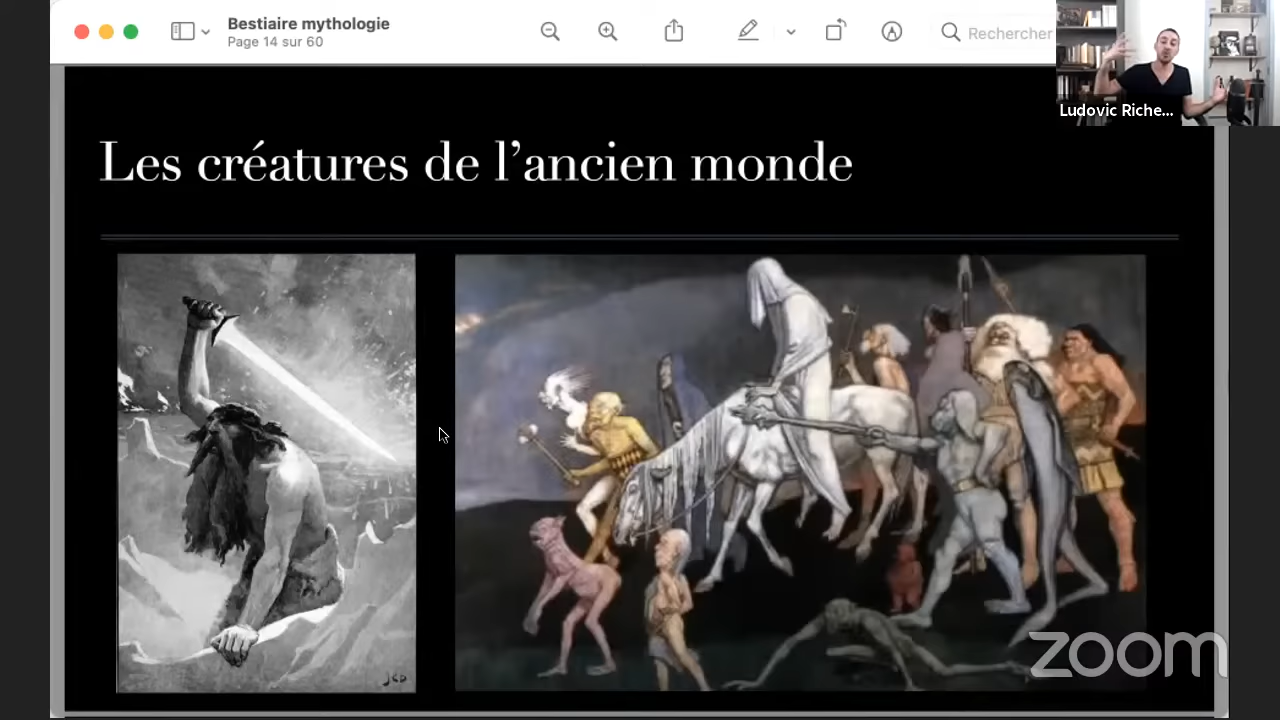 Bestiaire mythologie
Page 14 sur 60
Rechercher
Ludovic Riche...
Les créatures de l'ancien monde
JCD
zoom